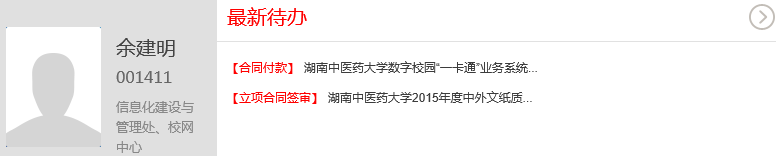 余建明
001411
信息化建设与
管理处、校网
中心
最新待办
【合同付款】 湖南中医药大学数字校园“一卡通”业务系统...
【立项合同签审】 湖南中医药大学2015年度中外文纸质...